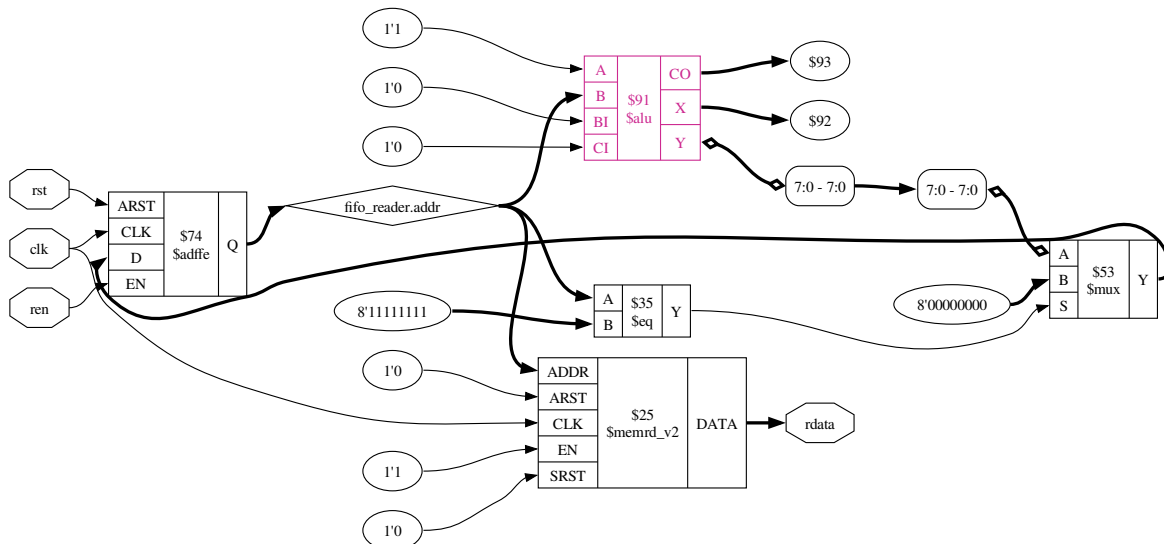 1'1
1'0
1'0
A
B
BI
CI
$91
$alu
CO
X
Y
$93
$92
7:0 - 7:0
7:0 - 7:0
rst
clk
ren
ARST
CLK
D
EN
$74
$adffe
Q
fifo_reader.addr
8'11111111
A
B
$35
$eq
Y
8'00000000
A
B
S
$53
$mux
Y
1'0
1'1
1'0
ADDR
ARST
CLK
EN
SRST
$25
$memrd_v2
DATA
rdata